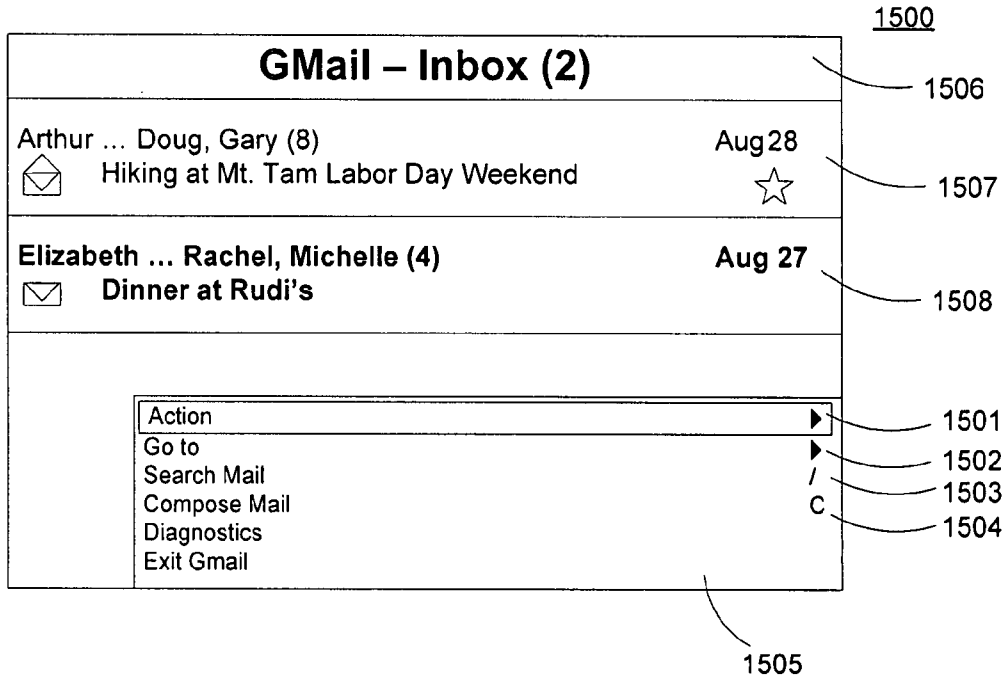 1500
GMail – Inbox (2)
1506
Arthur ... Doug, Gary (8) Aug 28
Hiking at Mt. Tam Labor Day Weekend
1507
Elizabeth ... Rachel, Michelle (4) Aug 27
Dinner at Rudi's
1508
Action
1501
Go to
1502
Search Mail /
1503
Compose Mail C
1504
Diagnostics
Exit Gmail
1505